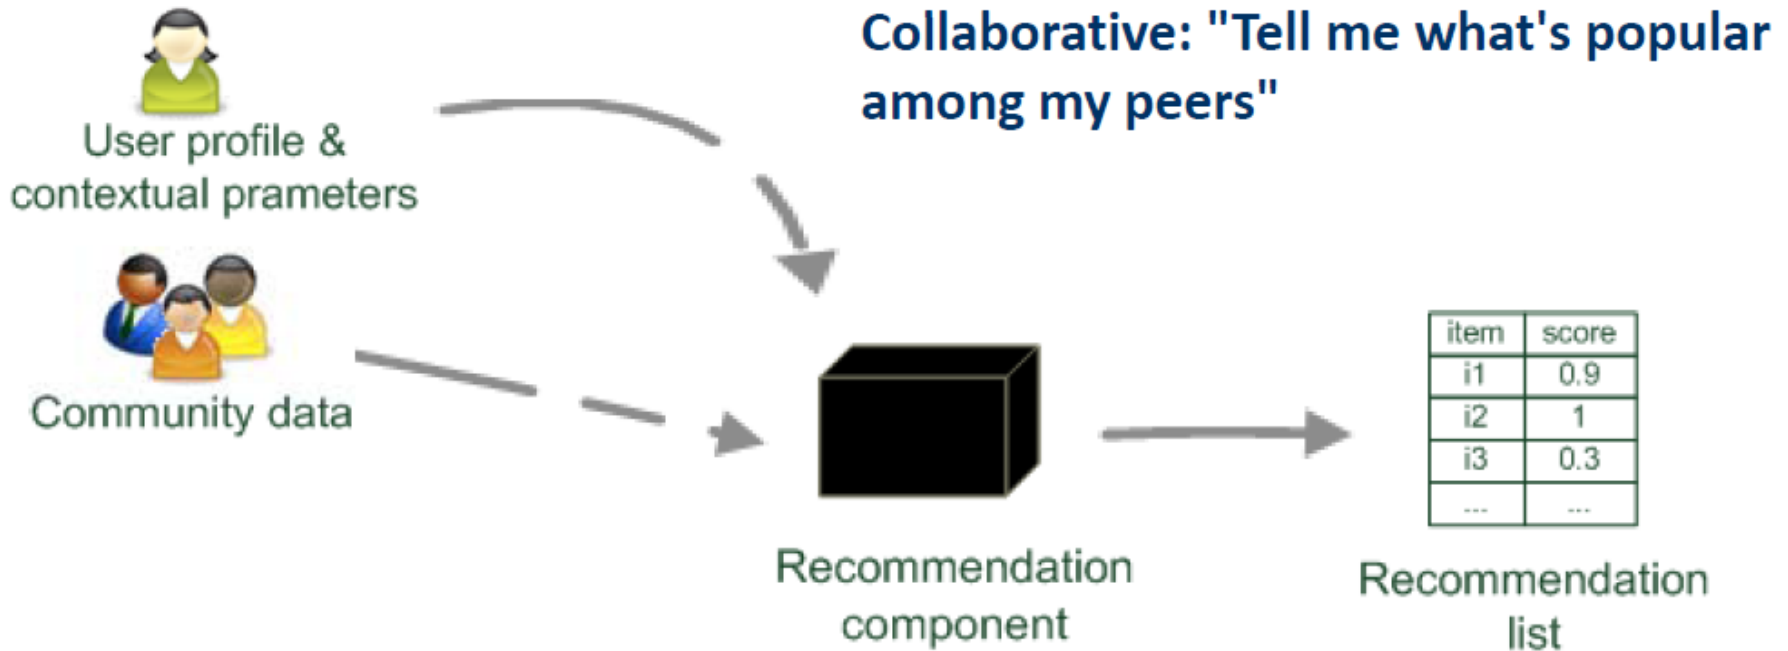 Collaborative: "Tell me what's popular
among my peers"
User profile &
contextual prameters
Community data
Recommendation
component
item score
i1 0.9
i2 1
i3 0.3
... ...
Recommendation
list